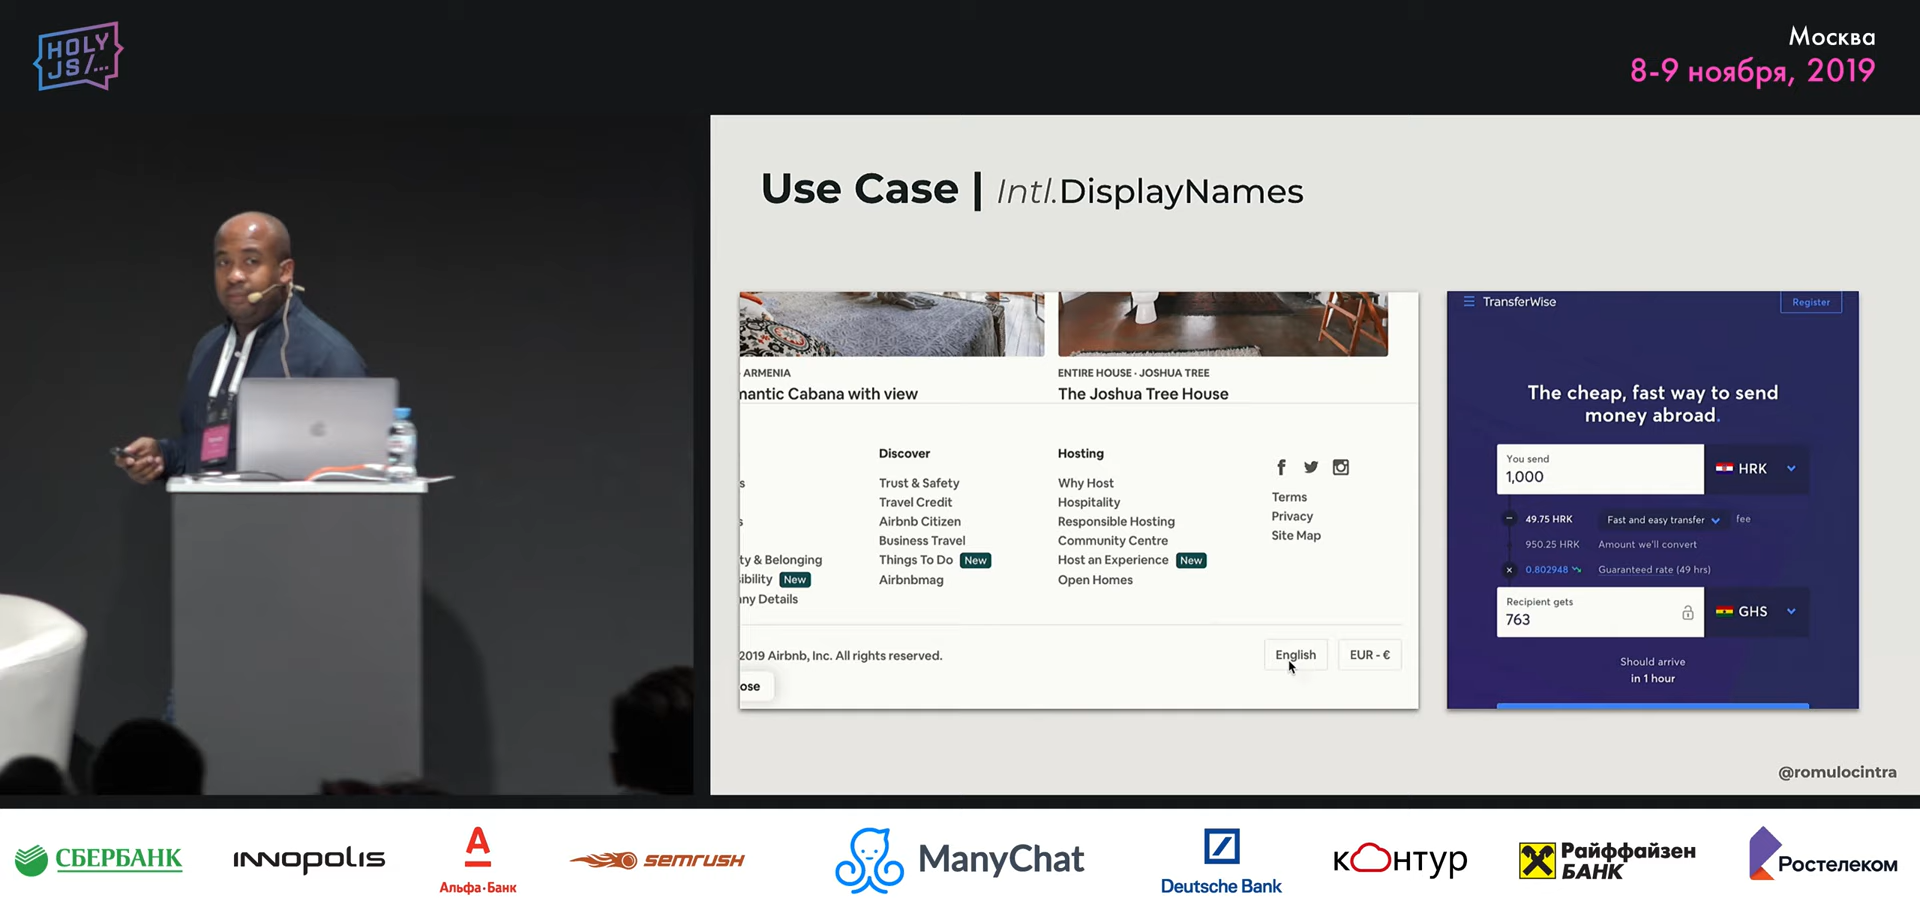 HOLY
JS/...
Москва
8-9 ноября, 2019
Use Case | Intl.DisplayNames
ARMENIA
mantic Cabana with view
ENTIRE HOUSE · JOSHUA TREE
The Joshua Tree House
s
s
ty & Belonging
ibility New
any Details
Discover
Trust & Safety
Travel Credit
Airbnb Citizen
Business Travel
Things To Do New
Airbnbmag
Hosting
Why Host
Hospitality
Responsible Hosting
Community Centre
Host an Experience New
Open Homes
Terms
Privacy
Site Map
2019 Airbnb, Inc. All rights reserved.
English
EUR - €
ose
TransferWise
Register
The cheap, fast way to send
money abroad.
You send
1,000
HRK
49.75 HRK Fast and easy transfer fee
950.25 HRK Amount we'll convert
0.802948 Guaranteed rate (49 hrs)
Recipient gets
763
GHS
Should arrive
in 1 hour
@romulocintra
СБЕРБАНК
INNOPOLIS
Альфа·Банк
semrush
ManyChat
Deutsche Bank
контур
Райффайзен
БАНК
Ростелеком